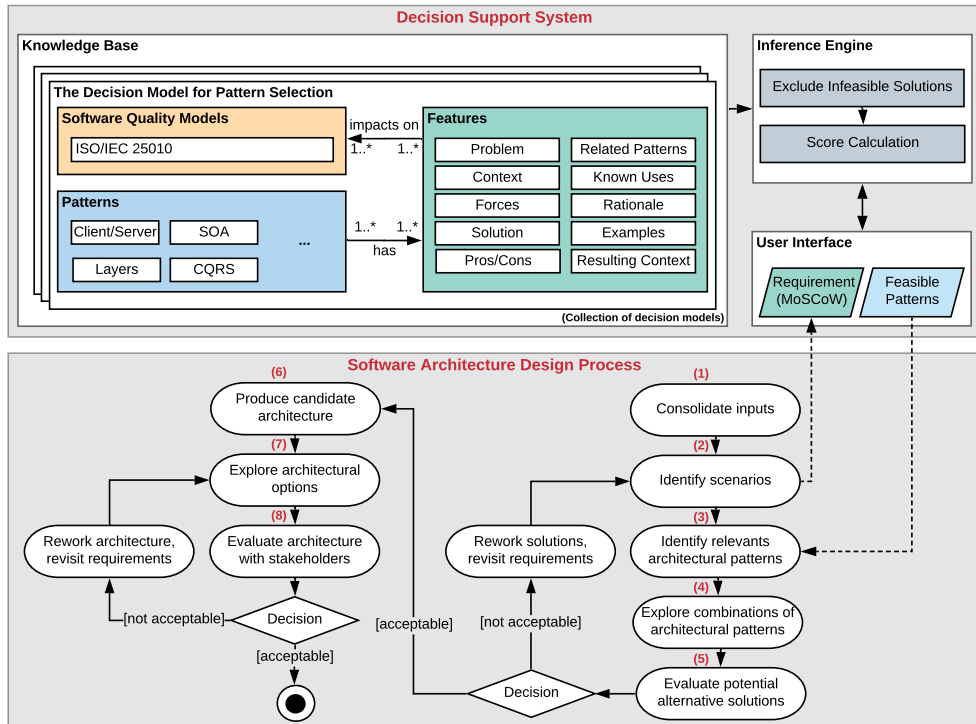 Decision Support System
Knowledge Base
The Decision Model for Pattern Selection
Software Quality Models
ISO/IEC 25010
impacts on
1..*
1..*
Patterns
Client/Server
SOA
...
Layers
CQRS
1..*
1..*
has
Features
Problem
Related Patterns
Context
Known Uses
Forces
Rationale
Solution
Examples
Pros/Cons
Resulting Context
(Collection of decision models)
Inference Engine
Exclude Infeasible Solutions
Score Calculation
User Interface
Requirement
(MoSCoW)
Feasible
Patterns
Software Architecture Design Process
(1)
Consolidate inputs
(2)
Identify scenarios
(3)
Identify relevants
architectural patterns
(4)
Explore combinations of
architectural patterns
(5)
Evaluate potential
alternative solutions
Decision
[not acceptable]
Rework solutions,
revisit requirements
[acceptable]
(6)
Produce candidate
architecture
(7)
Explore architectural
options
(8)
Evaluate architecture
with stakeholders
Decision
[not acceptable]
Rework architecture,
revisit requirements
[acceptable]